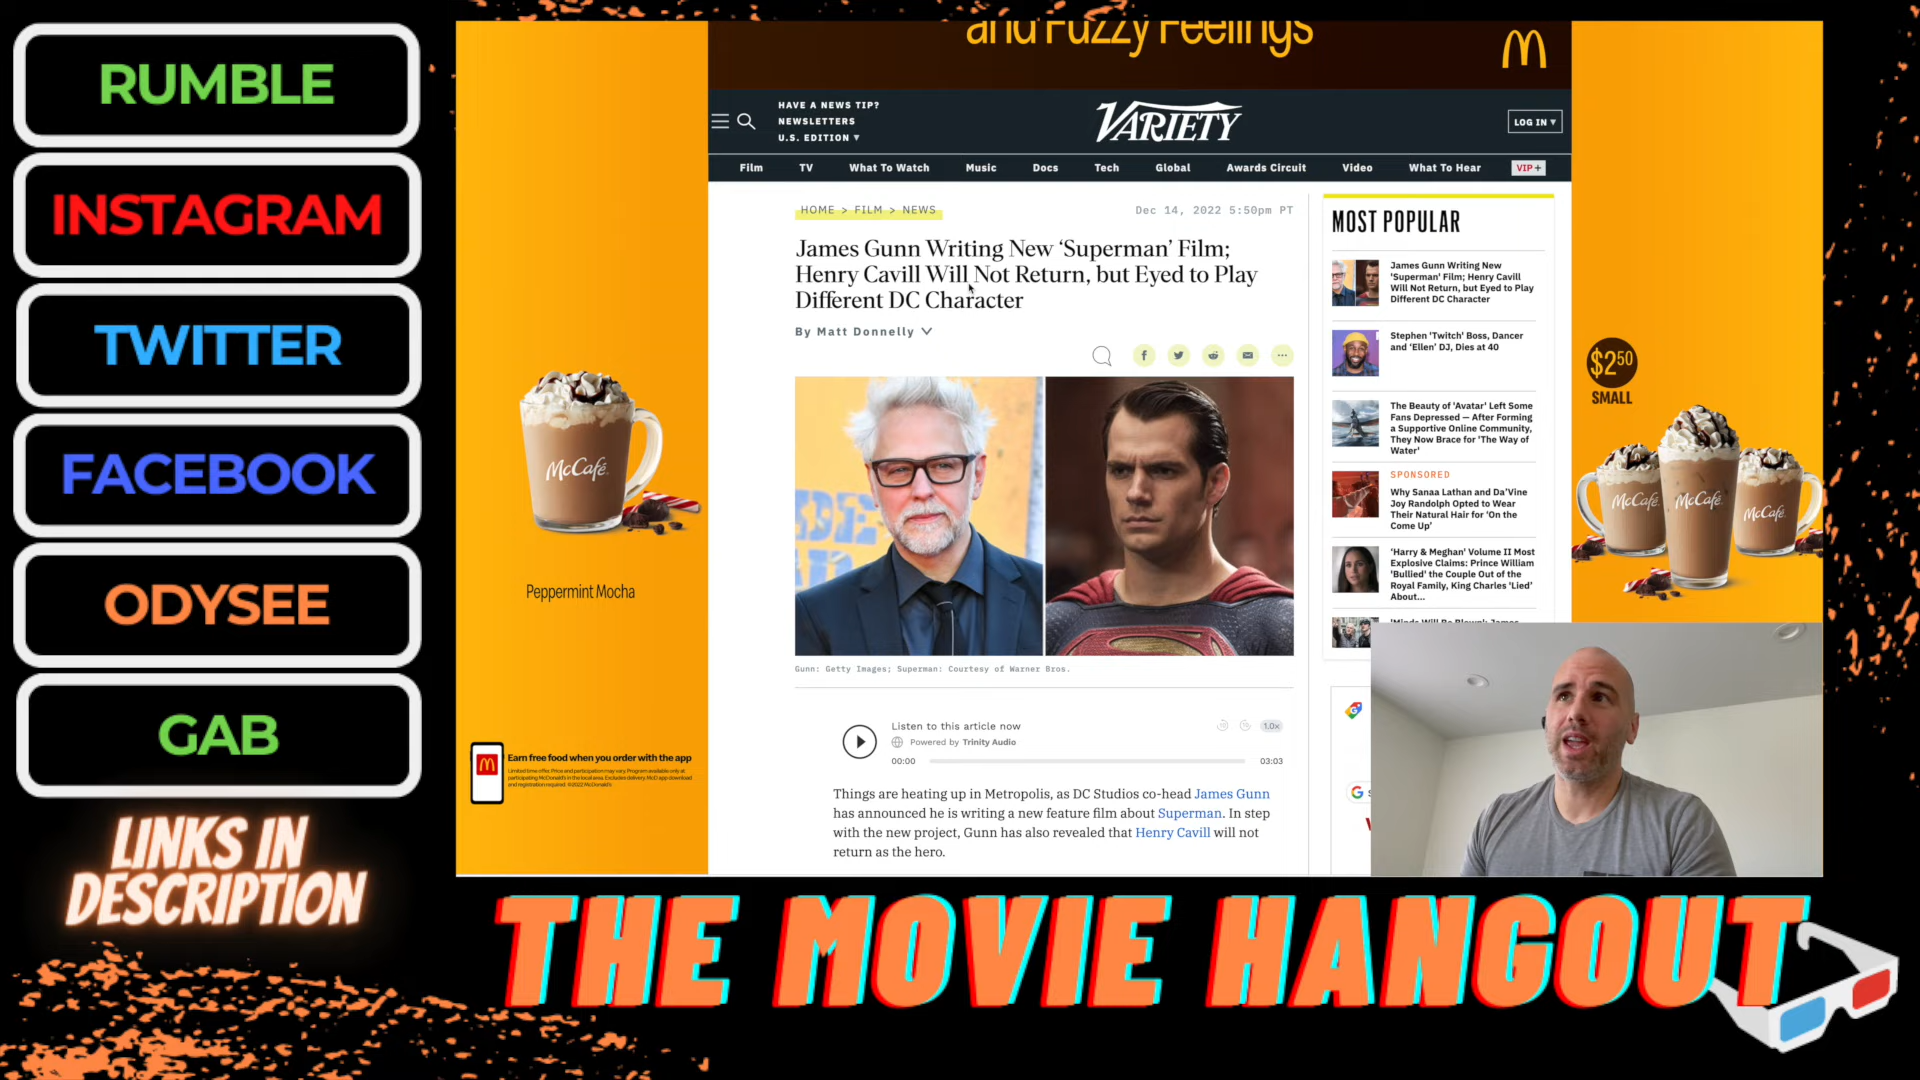 RUMBLE
INSTAGRAM
TWITTER
FACEBOOK
ODYSEE
GAB
LINKS IN
DESCRIPTION
and Fuzzy Feelings
HAVE A NEWS TIP?
NEWSLETTERS
U.S. EDITION ▾
VARIETY
LOG IN ▾
Film TV What To Watch Music Docs Tech Global Awards Circuit Video What To Hear VIP+
HOME > FILM > NEWS
Dec 14, 2022 5:50pm PT
James Gunn Writing New ‘Superman’ Film;
Henry Cavill Will Not Return, but Eyed to Play
Different DC Character
By Matt Donnelly
Gunn: Getty Images; Superman: Courtesy of Warner Bros.
Listen to this article now
Powered by Trinity Audio
1.0x
00:00
03:03
Things are heating up in Metropolis, as DC Studios co-head James Gunn
has announced he is writing a new feature film about Superman. In step
with the new project, Gunn has also revealed that Henry Cavill will not
return as the hero.
MOST POPULAR
James Gunn Writing New
'Superman' Film; Henry Cavill
Will Not Return, but Eyed to Play
Different DC Character
Stephen 'Twitch' Boss, Dancer
and 'Ellen' DJ, Dies at 40
The Beauty of 'Avatar' Left Some
Fans Depressed — After Forming
a Supportive Online Community,
They Now Brace for 'The Way of
Water'
SPONSORED
Why Sanaa Lathan and Da'Vine
Joy Randolph Opted to Wear
Their Natural Hair for 'On the
Come Up'
'Harry & Meghan' Volume II Most
Explosive Claims: Prince William
'Bullied' the Couple Out of the
Royal Family, King Charles 'Lied'
About...
McCafé
Peppermint Mocha
Earn free food when you order with the app
$250
SMALL
McCafé
McCafé
McCafé
THE MOVIE HANGOUT